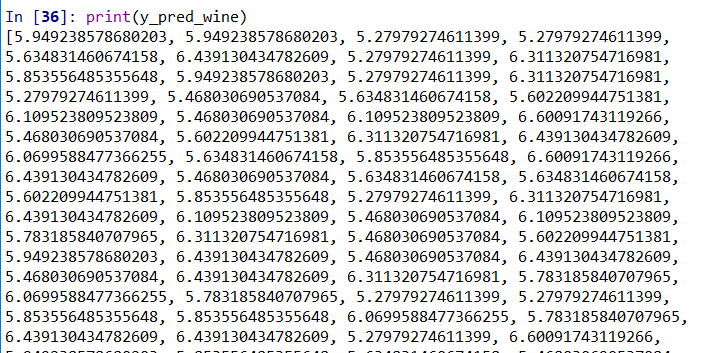 In [36]: print(y_pred_wine)
[5.949238578680203, 5.949238578680203, 5.27979274611399, 5.27979274611399,
5.634831460674158, 6.439130434782609, 5.27979274611399, 6.311320754716981,
5.853556485355648, 5.949238578680203, 5.27979274611399, 6.311320754716981,
5.27979274611399, 5.468030690537084, 5.634831460674158, 5.602209944751381,
6.109523809523809, 5.468030690537084, 6.109523809523809, 6.60091743119266,
5.468030690537084, 5.602209944751381, 6.311320754716981, 6.439130434782609,
6.0699588477366255, 5.634831460674158, 5.853556485355648, 6.60091743119266,
6.439130434782609, 5.468030690537084, 5.634831460674158, 5.634831460674158,
5.602209944751381, 5.853556485355648, 5.27979274611399, 6.311320754716981,
6.439130434782609, 6.109523809523809, 5.468030690537084, 6.109523809523809,
5.783185840707965, 6.311320754716981, 5.468030690537084, 5.602209944751381,
5.949238578680203, 6.439130434782609, 5.468030690537084, 6.439130434782609,
5.468030690537084, 6.439130434782609, 6.311320754716981, 5.783185840707965,
6.0699588477366255, 5.783185840707965, 5.27979274611399, 5.27979274611399,
5.853556485355648, 5.853556485355648, 6.0699588477366255, 5.783185840707965,
6.439130434782609, 6.439130434782609, 5.27979274611399, 6.60091743119266,